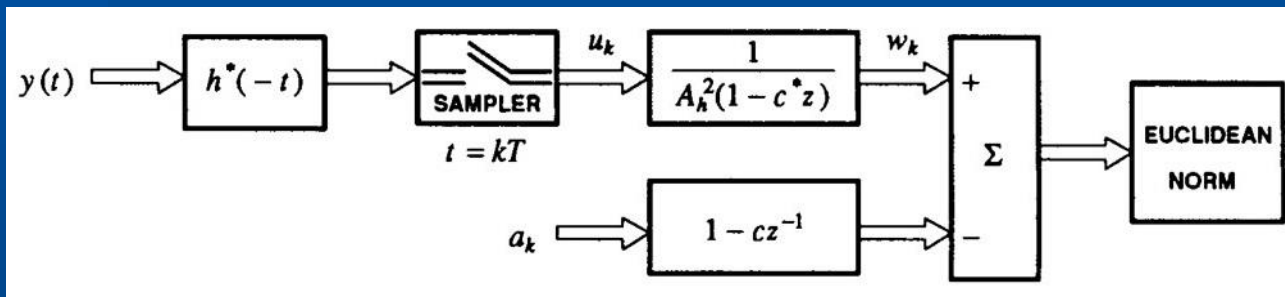 y(t)
h*(-t)
SAMPLER
t = kT
u_k
1
A_h^2(1 - c*z)
w_k
+
Σ
-
EUCLIDEAN
NORM
a_k
1 - cz^-1